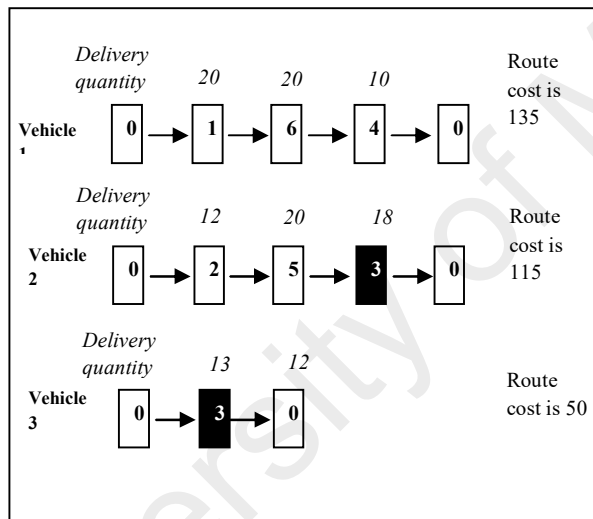 Delivery quantity 20 20 10 Route cost is 135
Vehicle 1 0 1 6 4 0
Delivery quantity 12 20 18 Route cost is 115
Vehicle 2 0 2 5 3 0
Delivery quantity 13 12 Route cost is 50
Vehicle 3 0 3 0